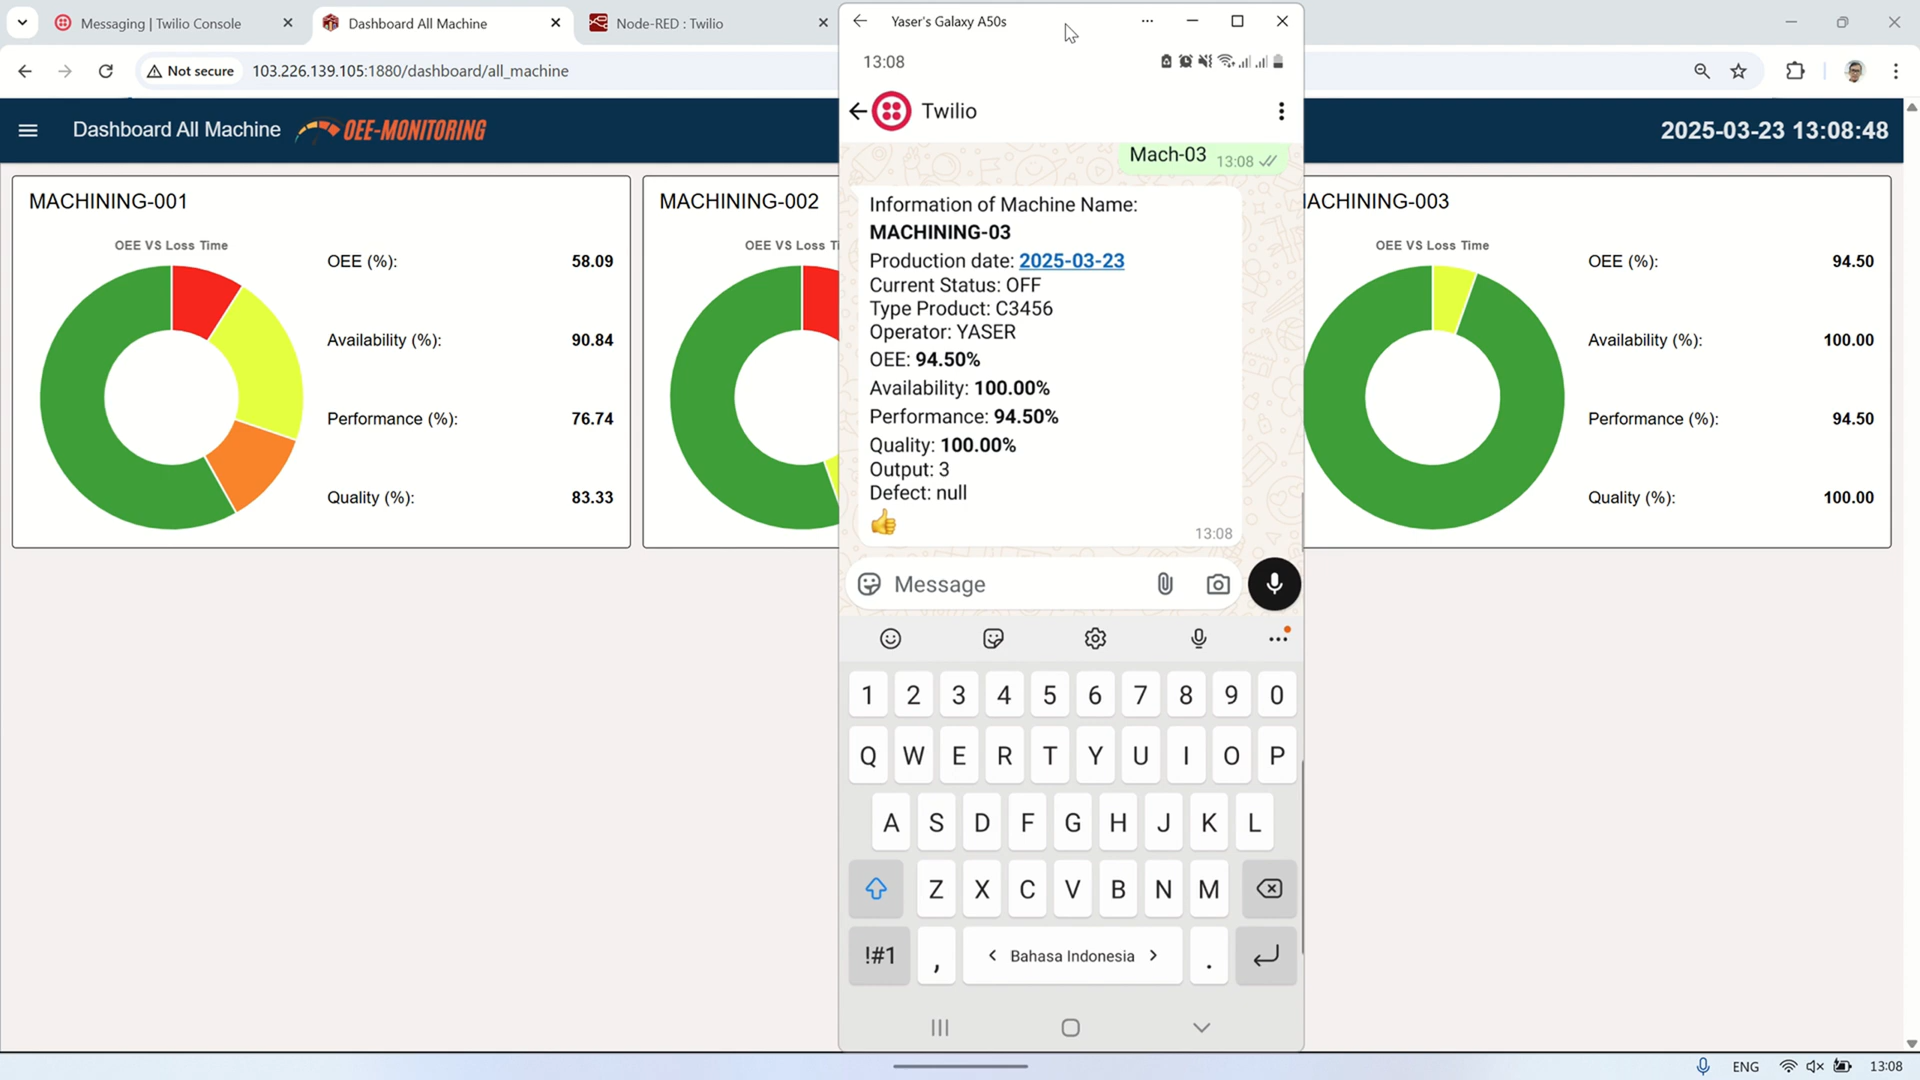 Messaging | Twilio Console
Dashboard All Machine
Node-RED : Twilio
Not secure
103.226.139.105:1880/dashboard/all_machine
Dashboard All Machine
OEE-MONITORING
2025-03-23 13:08:48
MACHINING-001
OEE VS Loss Time
OEE (%): 58.09
Availability (%): 90.84
Performance (%): 76.74
Quality (%): 83.33
MACHINING-002
OEE VS Loss Ti
Yaser's Galaxy A50s
13:08
Twilio
Mach-03 13:08
Information of Machine Name:
MACHINING-03
Production date: 2025-03-23
Current Status: OFF
Type Product: C3456
Operator: YASER
OEE: 94.50%
Availability: 100.00%
Performance: 94.50%
Quality: 100.00%
Output: 3
Defect: null
👍
13:08
Message
1 2 3 4 5 6 7 8 9 0
Q W E R T Y U I O P
A S D F G H J K L
Z X C V B N M
!#1 , < Bahasa Indonesia > .
ACHINING-003
OEE VS Loss Time
OEE (%): 94.50
Availability (%): 100.00
Performance (%): 94.50
Quality (%): 100.00
ENG
13:08